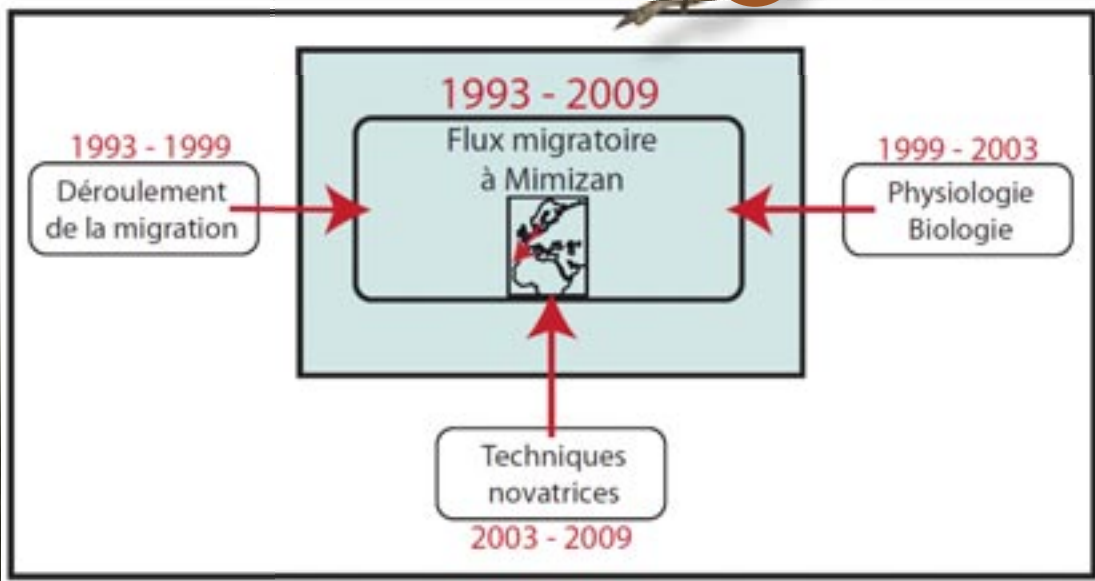 1993 - 2009
Flux migratoire
à Mimizan
1993 - 1999
Déroulement
de la migration
1999 - 2003
Physiologie
Biologie
Techniques
novatrices
2003 - 2009